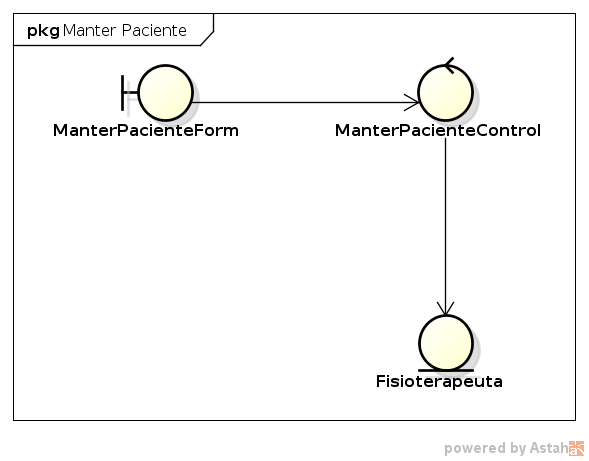 pkg Manter Paciente
ManterPacienteForm
ManterPacienteControl
Fisioterapeuta
powered by Astah